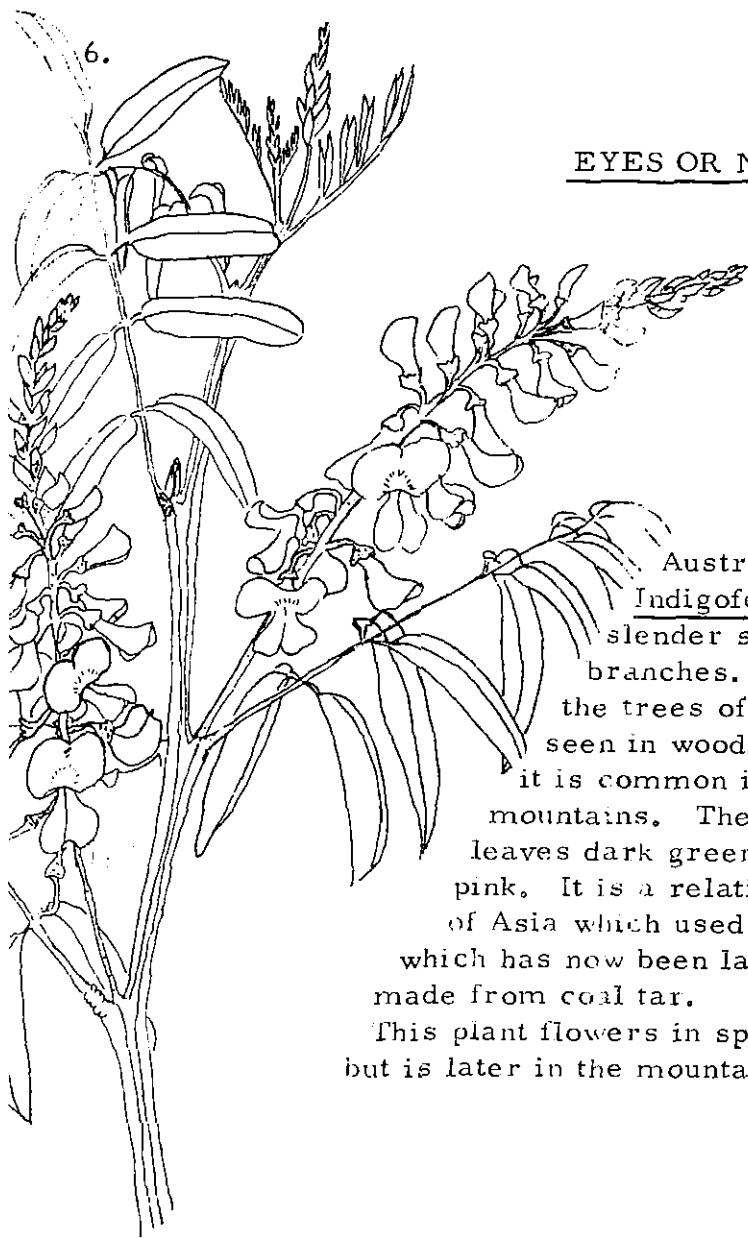 6.
EYES OR N
Austr
Indigofe
slender s
branches.
the trees of
seen in wood
it is common i
mountains. The
leaves dark green
pink. It is a relati
of Asia which used
which has now been la
made from coal tar.
This plant flowers in sp
but is later in the mounta